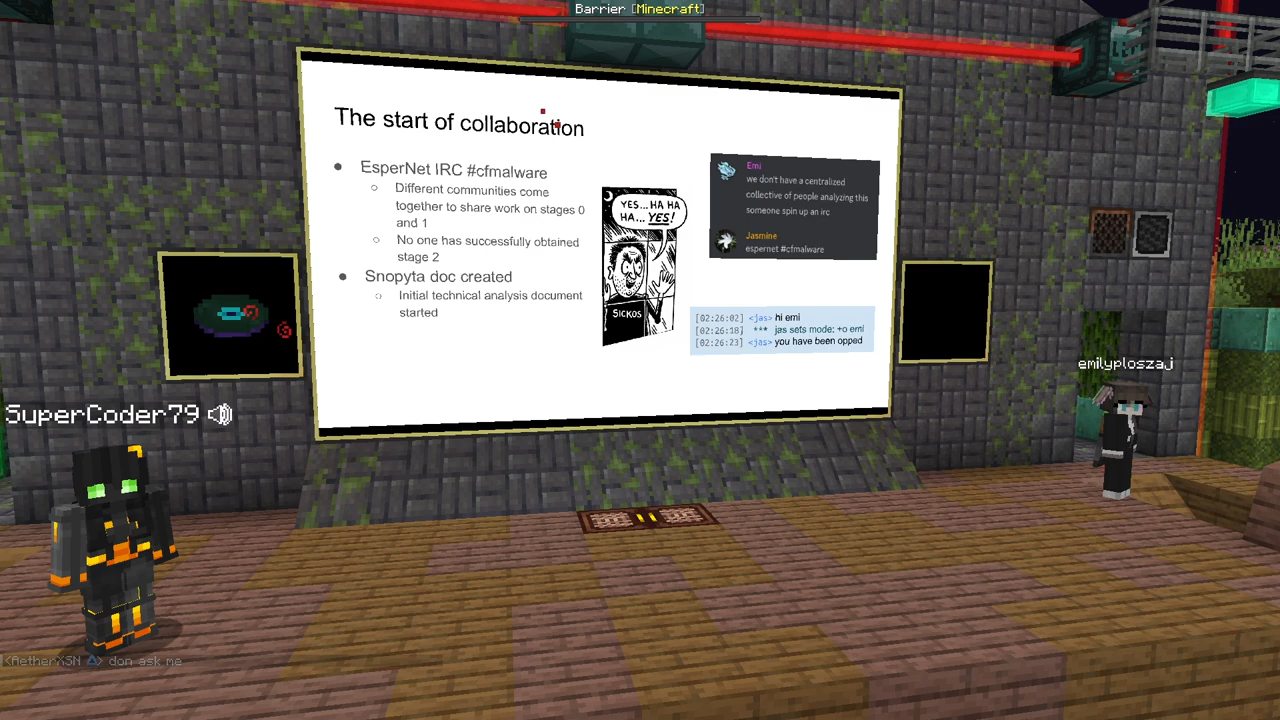 Barrier [Minecraft]
The start of collaboration
● EsperNet IRC #cfmalware
○ Different communities come
together to share work on stages 0
and 1
○ No one has successfully obtained
stage 2
● Snopyta doc created
○ Initial technical analysis document
started
YES... HA HA
HA... YES!
SICKOS
Emi
we don't have a centralized
collective of people analyzing this
someone spin up an irc
Jasmine
espernet #cfmalware
[02:26:02] <jas> hi emi
[02:26:18] *** jas sets mode: +o emi
[02:26:23] <jas> you have been opped
emilyploszaj
SuperCoder79
<AetherXSN △> don ask me